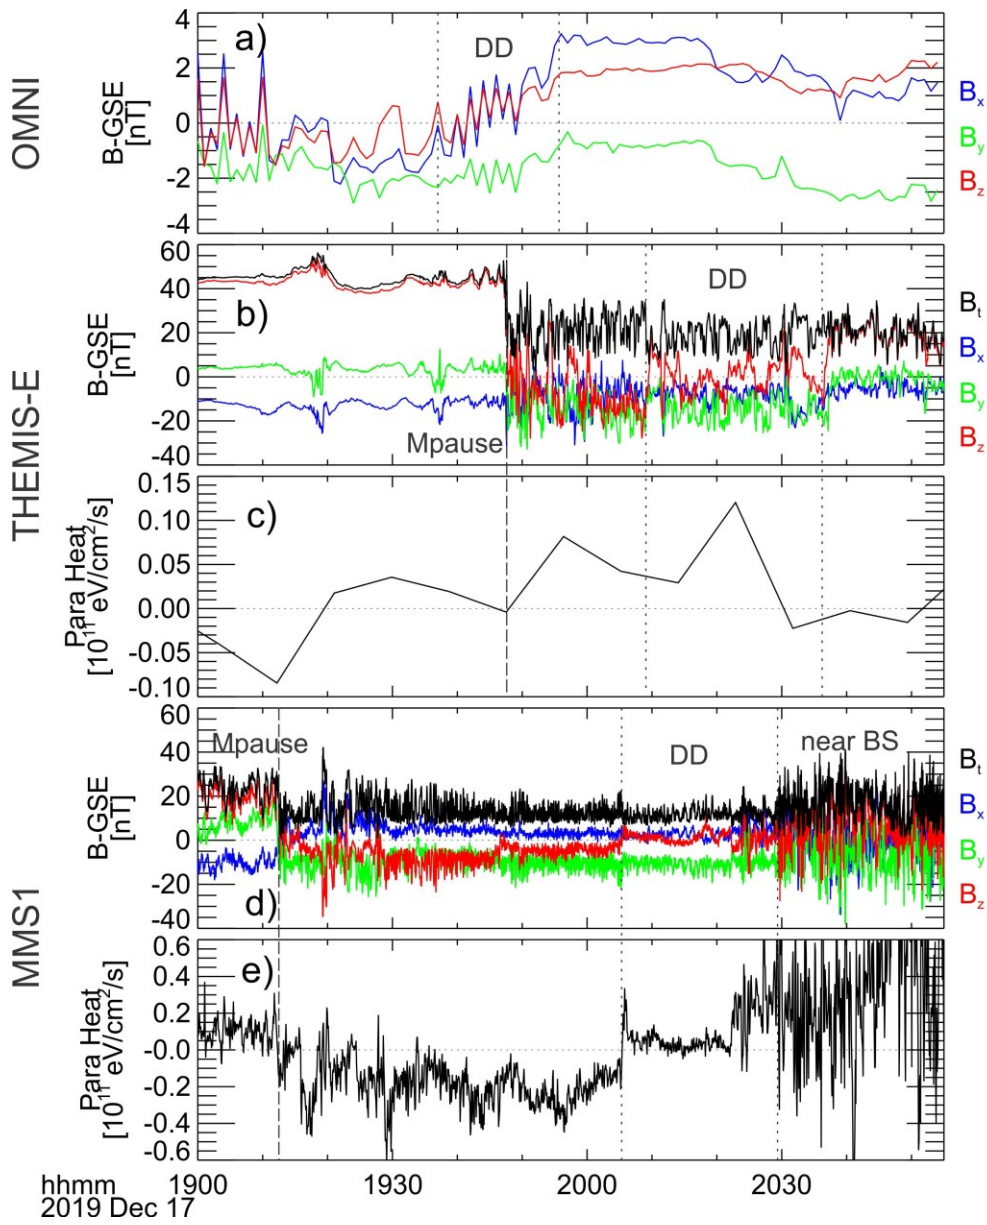 OMNI
a)
DD
B-GSE
[nT]
4
2
0
-2
-4
Bx
By
Bz
THEMIS-E
b)
DD
Mpause
B-GSE
[nT]
60
40
20
0
-20
-40
Bt
Bx
By
Bz
c)
Para Heat
[10¹¹ eV/cm²/s]
0.15
0.10
0.05
0.00
-0.05
-0.10
MMS1
Mpause
DD
near BS
d)
B-GSE
[nT]
60
40
20
0
-20
-40
Bt
Bx
By
Bz
e)
Para Heat
[10¹¹ eV/cm²/s]
0.6
0.4
0.2
-0.0
-0.2
-0.4
-0.6
hhmm 1900 1930 2000 2030
2019 Dec 17